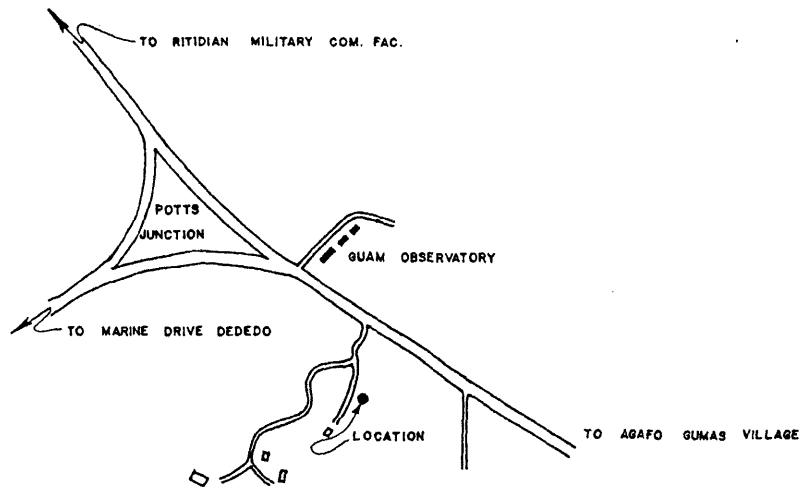 TO RITIDIAN MILITARY COM. FAC.
POTTS
JUNCTION
GUAM OBSERVATORY
TO MARINE DRIVE DEDEDO
LOCATION
TO AGAFO GUMAS VILLAGE